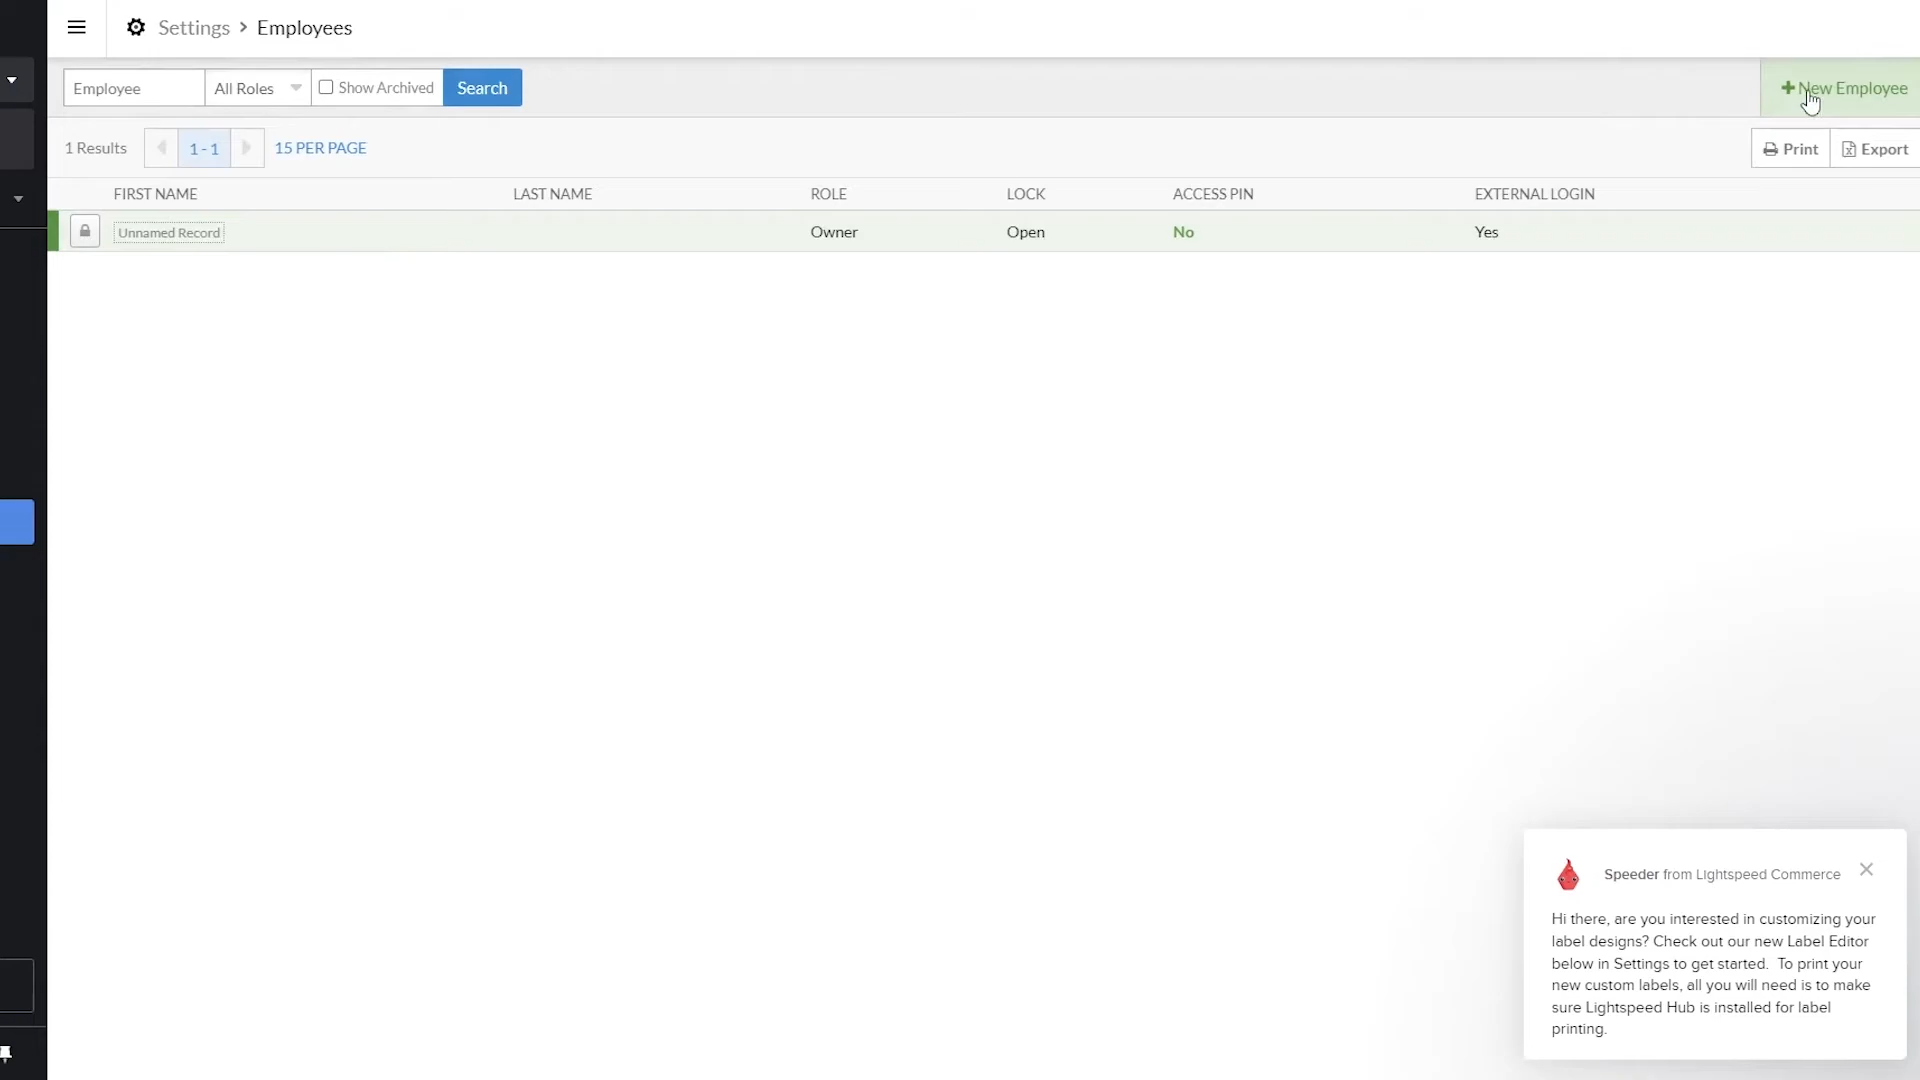 Settings > Employees
Employee All Roles Show Archived Search
+ New Employee
1 Results 1 - 1 15 PER PAGE
Print Export
FIRST NAME LAST NAME ROLE LOCK ACCESS PIN EXTERNAL LOGIN
Unnamed Record Owner Open No Yes
Speeder from Lightspeed Commerce
Hi there, are you interested in customizing your
label designs? Check out our new Label Editor
below in Settings to get started. To print your
new custom labels, all you will need is to make
sure Lightspeed Hub is installed for label
printing.